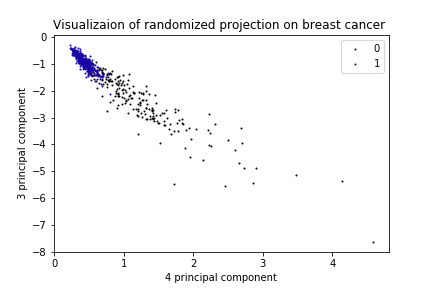 Visualizaion of randomized projection on breast cancer
0
1
0
−1
−2
−3
−4
−5
−6
−7
−8
3 principal component
0 1 2 3 4
4 principal component